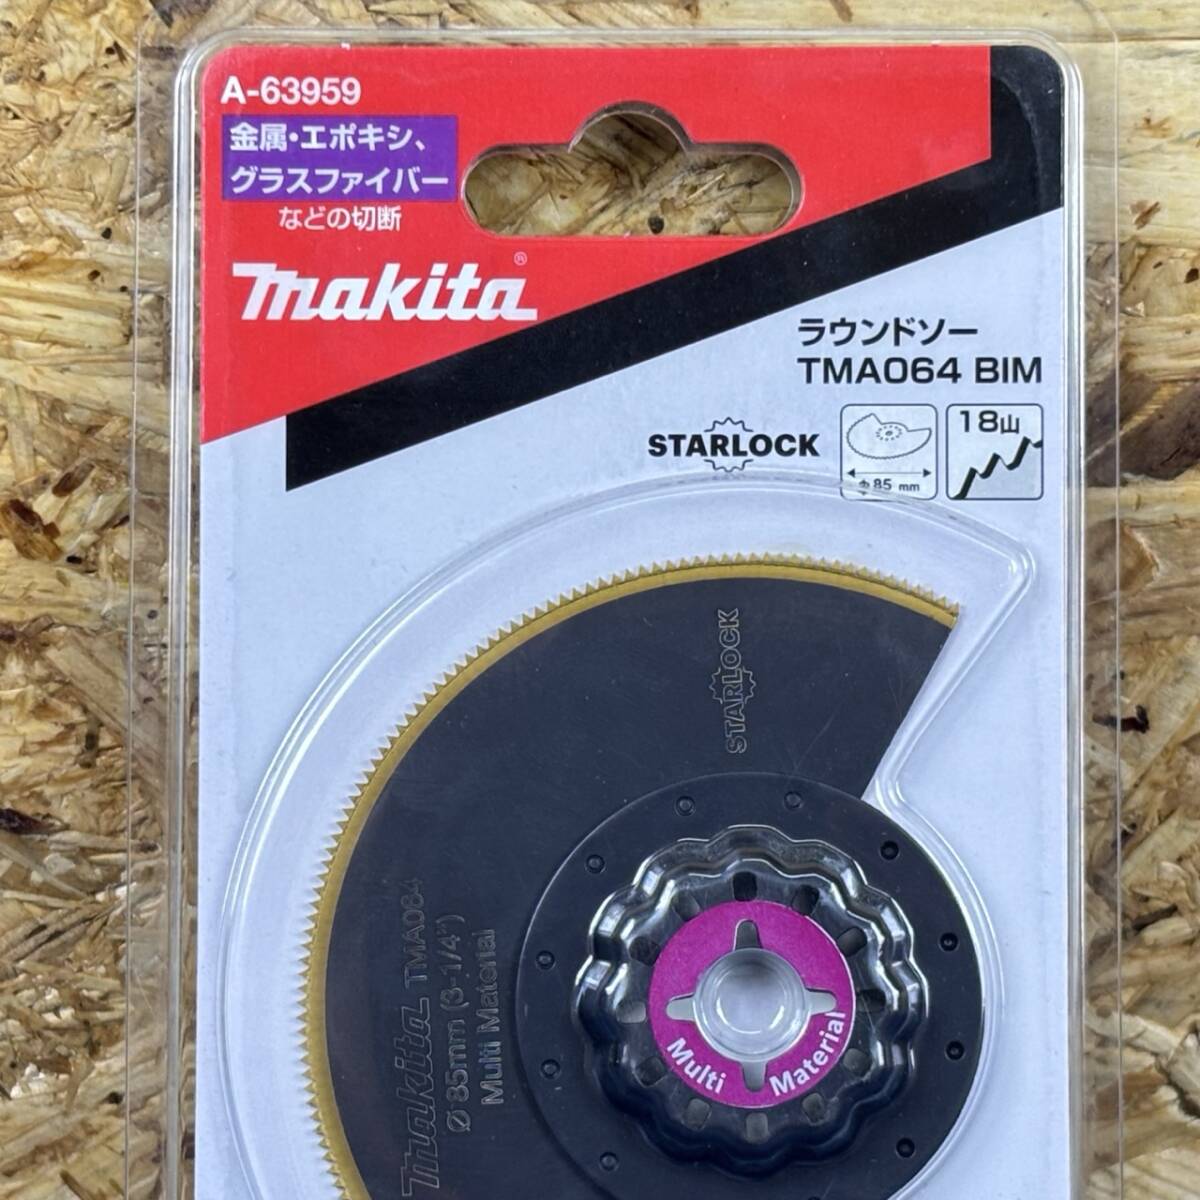 A-63959
金属・エポキシ、
グラスファイバー
などの切断
makita®
ラウンドソー
TMA064 BIM
STARLOCK
φ85 mm
18山
STARLOCK
makita TMA064
Ø 85mm (3-1/4")
Multi Material
Multi Material